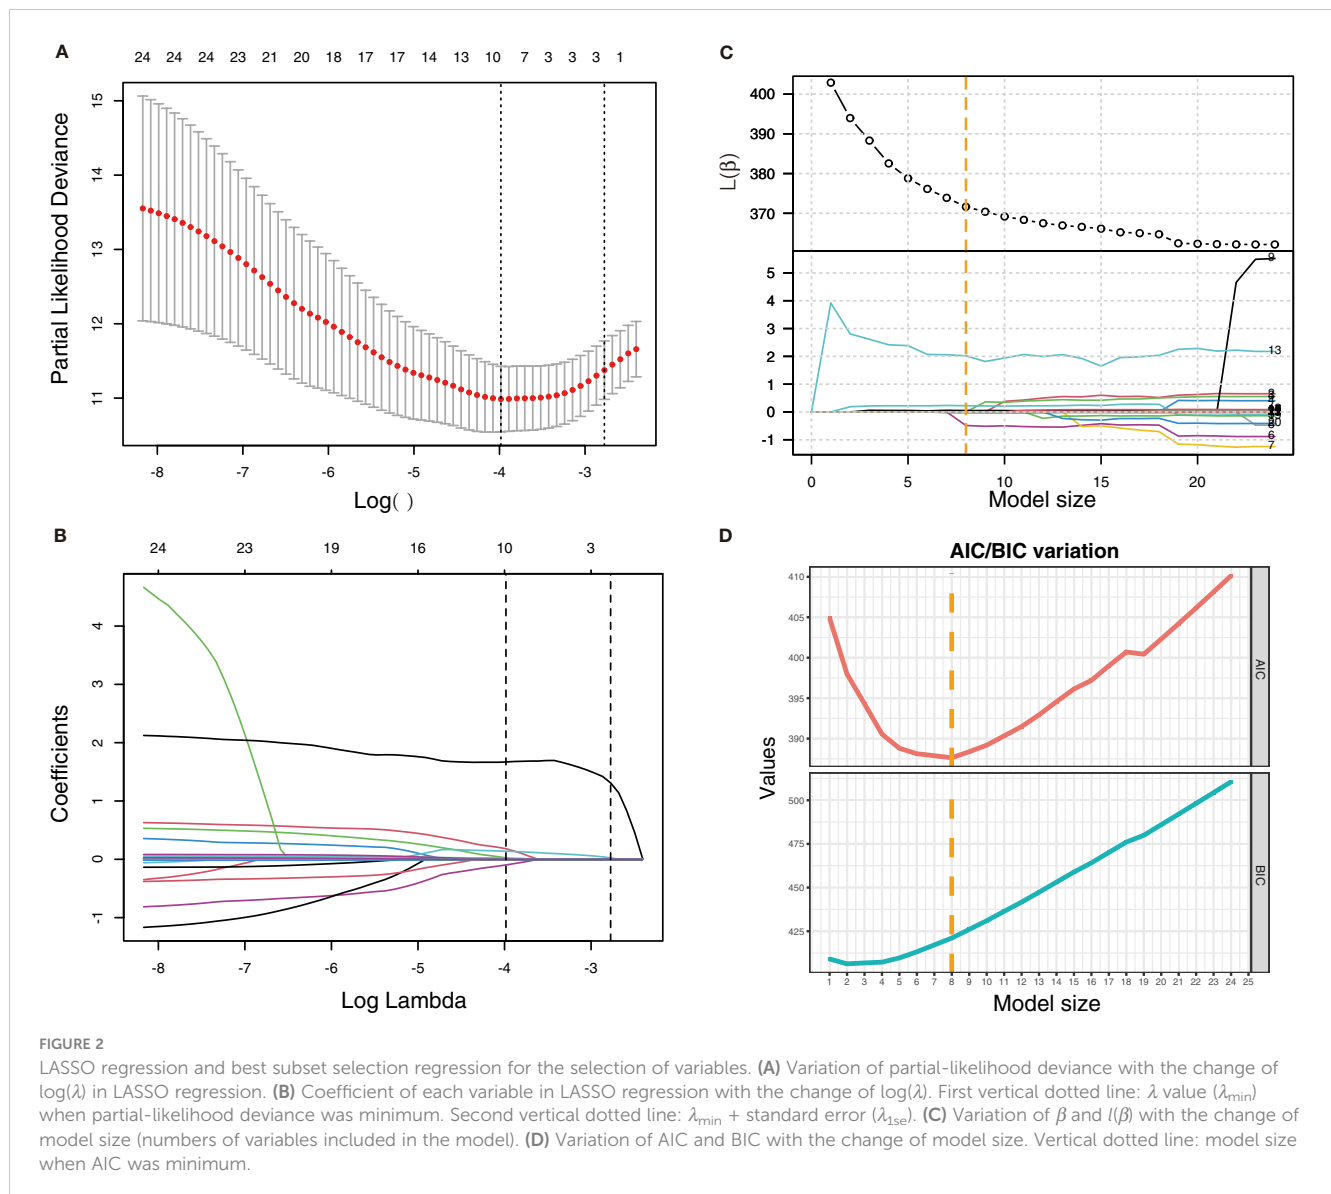 A
24 24 24 23 21 20 18 17 17 14 13 10 7 3 3 3 1
15
14
13
12
11
Partial Likelihood Deviance
-8 -7 -6 -5 -4 -3
Log( )
B
24 23 19 16 10 3
4
3
2
1
0
-1
Coefficients
-8 -7 -6 -5 -4 -3
Log Lambda
C
400
390
380
370
L(β)
5
4
3
2
1
0
-1
9
13
20
6
7
0 5 10 15 20
Model size
D
AIC/BIC variation
410
405
400
395
390
AIC
Values
500
475
450
425
BIC
1 2 3 4 5 6 7 8 9 10 11 12 13 14 15 16 17 18 19 20 21 22 23 24 25
Model size
FIGURE 2
LASSO regression and best subset selection regression for the selection of variables. (A) Variation of partial-likelihood deviance with the change of
log(λ) in LASSO regression. (B) Coefficient of each variable in LASSO regression with the change of log(λ). First vertical dotted line: λ value (λmin)
when partial-likelihood deviance was minimum. Second vertical dotted line: λmin + standard error (λ1se). (C) Variation of β and l(β) with the change of
model size (numbers of variables included in the model). (D) Variation of AIC and BIC with the change of model size. Vertical dotted line: model size
when AIC was minimum.